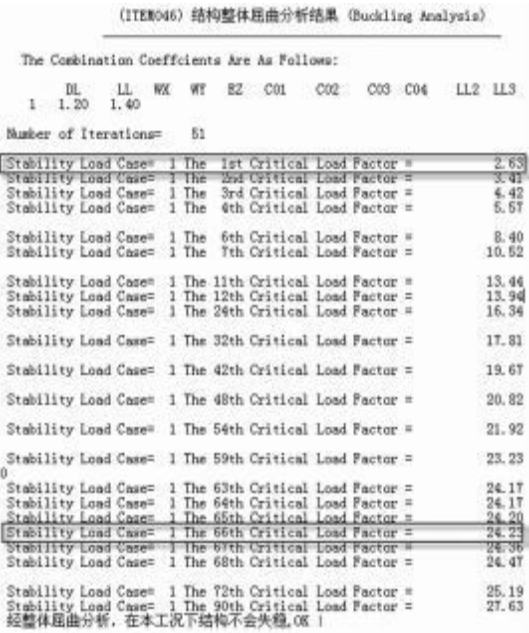 (ITEM046) 结构整体屈曲分析结果 (Buckling Analysis)
The Combination Coeffcients Are As Follows:
DL LL WX WY EZ CO1 CO2 CO3 CO4 LL2 LL3
1 1.20 1.40
Number of Iterations= 51
Stability Load Case= 1 The 1st Critical Load Factor = 2.63
Stability Load Case= 1 The 2nd Critical Load Factor = 3.41
Stability Load Case= 1 The 3rd Critical Load Factor = 4.42
Stability Load Case= 1 The 4th Critical Load Factor = 5.57
Stability Load Case= 1 The 6th Critical Load Factor = 8.40
Stability Load Case= 1 The 7th Critical Load Factor = 10.52
Stability Load Case= 1 The 11th Critical Load Factor = 13.44
Stability Load Case= 1 The 12th Critical Load Factor = 13.94
Stability Load Case= 1 The 24th Critical Load Factor = 16.34
Stability Load Case= 1 The 32th Critical Load Factor = 17.81
Stability Load Case= 1 The 42th Critical Load Factor = 19.67
Stability Load Case= 1 The 48th Critical Load Factor = 20.82
Stability Load Case= 1 The 54th Critical Load Factor = 21.92
Stability Load Case= 1 The 59th Critical Load Factor = 23.23
0
Stability Load Case= 1 The 63th Critical Load Factor = 24.17
Stability Load Case= 1 The 64th Critical Load Factor = 24.17
Stability Load Case= 1 The 65th Critical Load Factor = 24.20
Stability Load Case= 1 The 66th Critical Load Factor = 24.23
Stability Load Case= 1 The 67th Critical Load Factor = 24.36
Stability Load Case= 1 The 68th Critical Load Factor = 24.47
Stability Load Case= 1 The 72th Critical Load Factor = 25.19
Stability Load Case= 1 The 90th Critical Load Factor = 27.63
经整体屈曲分析, 在本工况下结构不会失稳,OK !